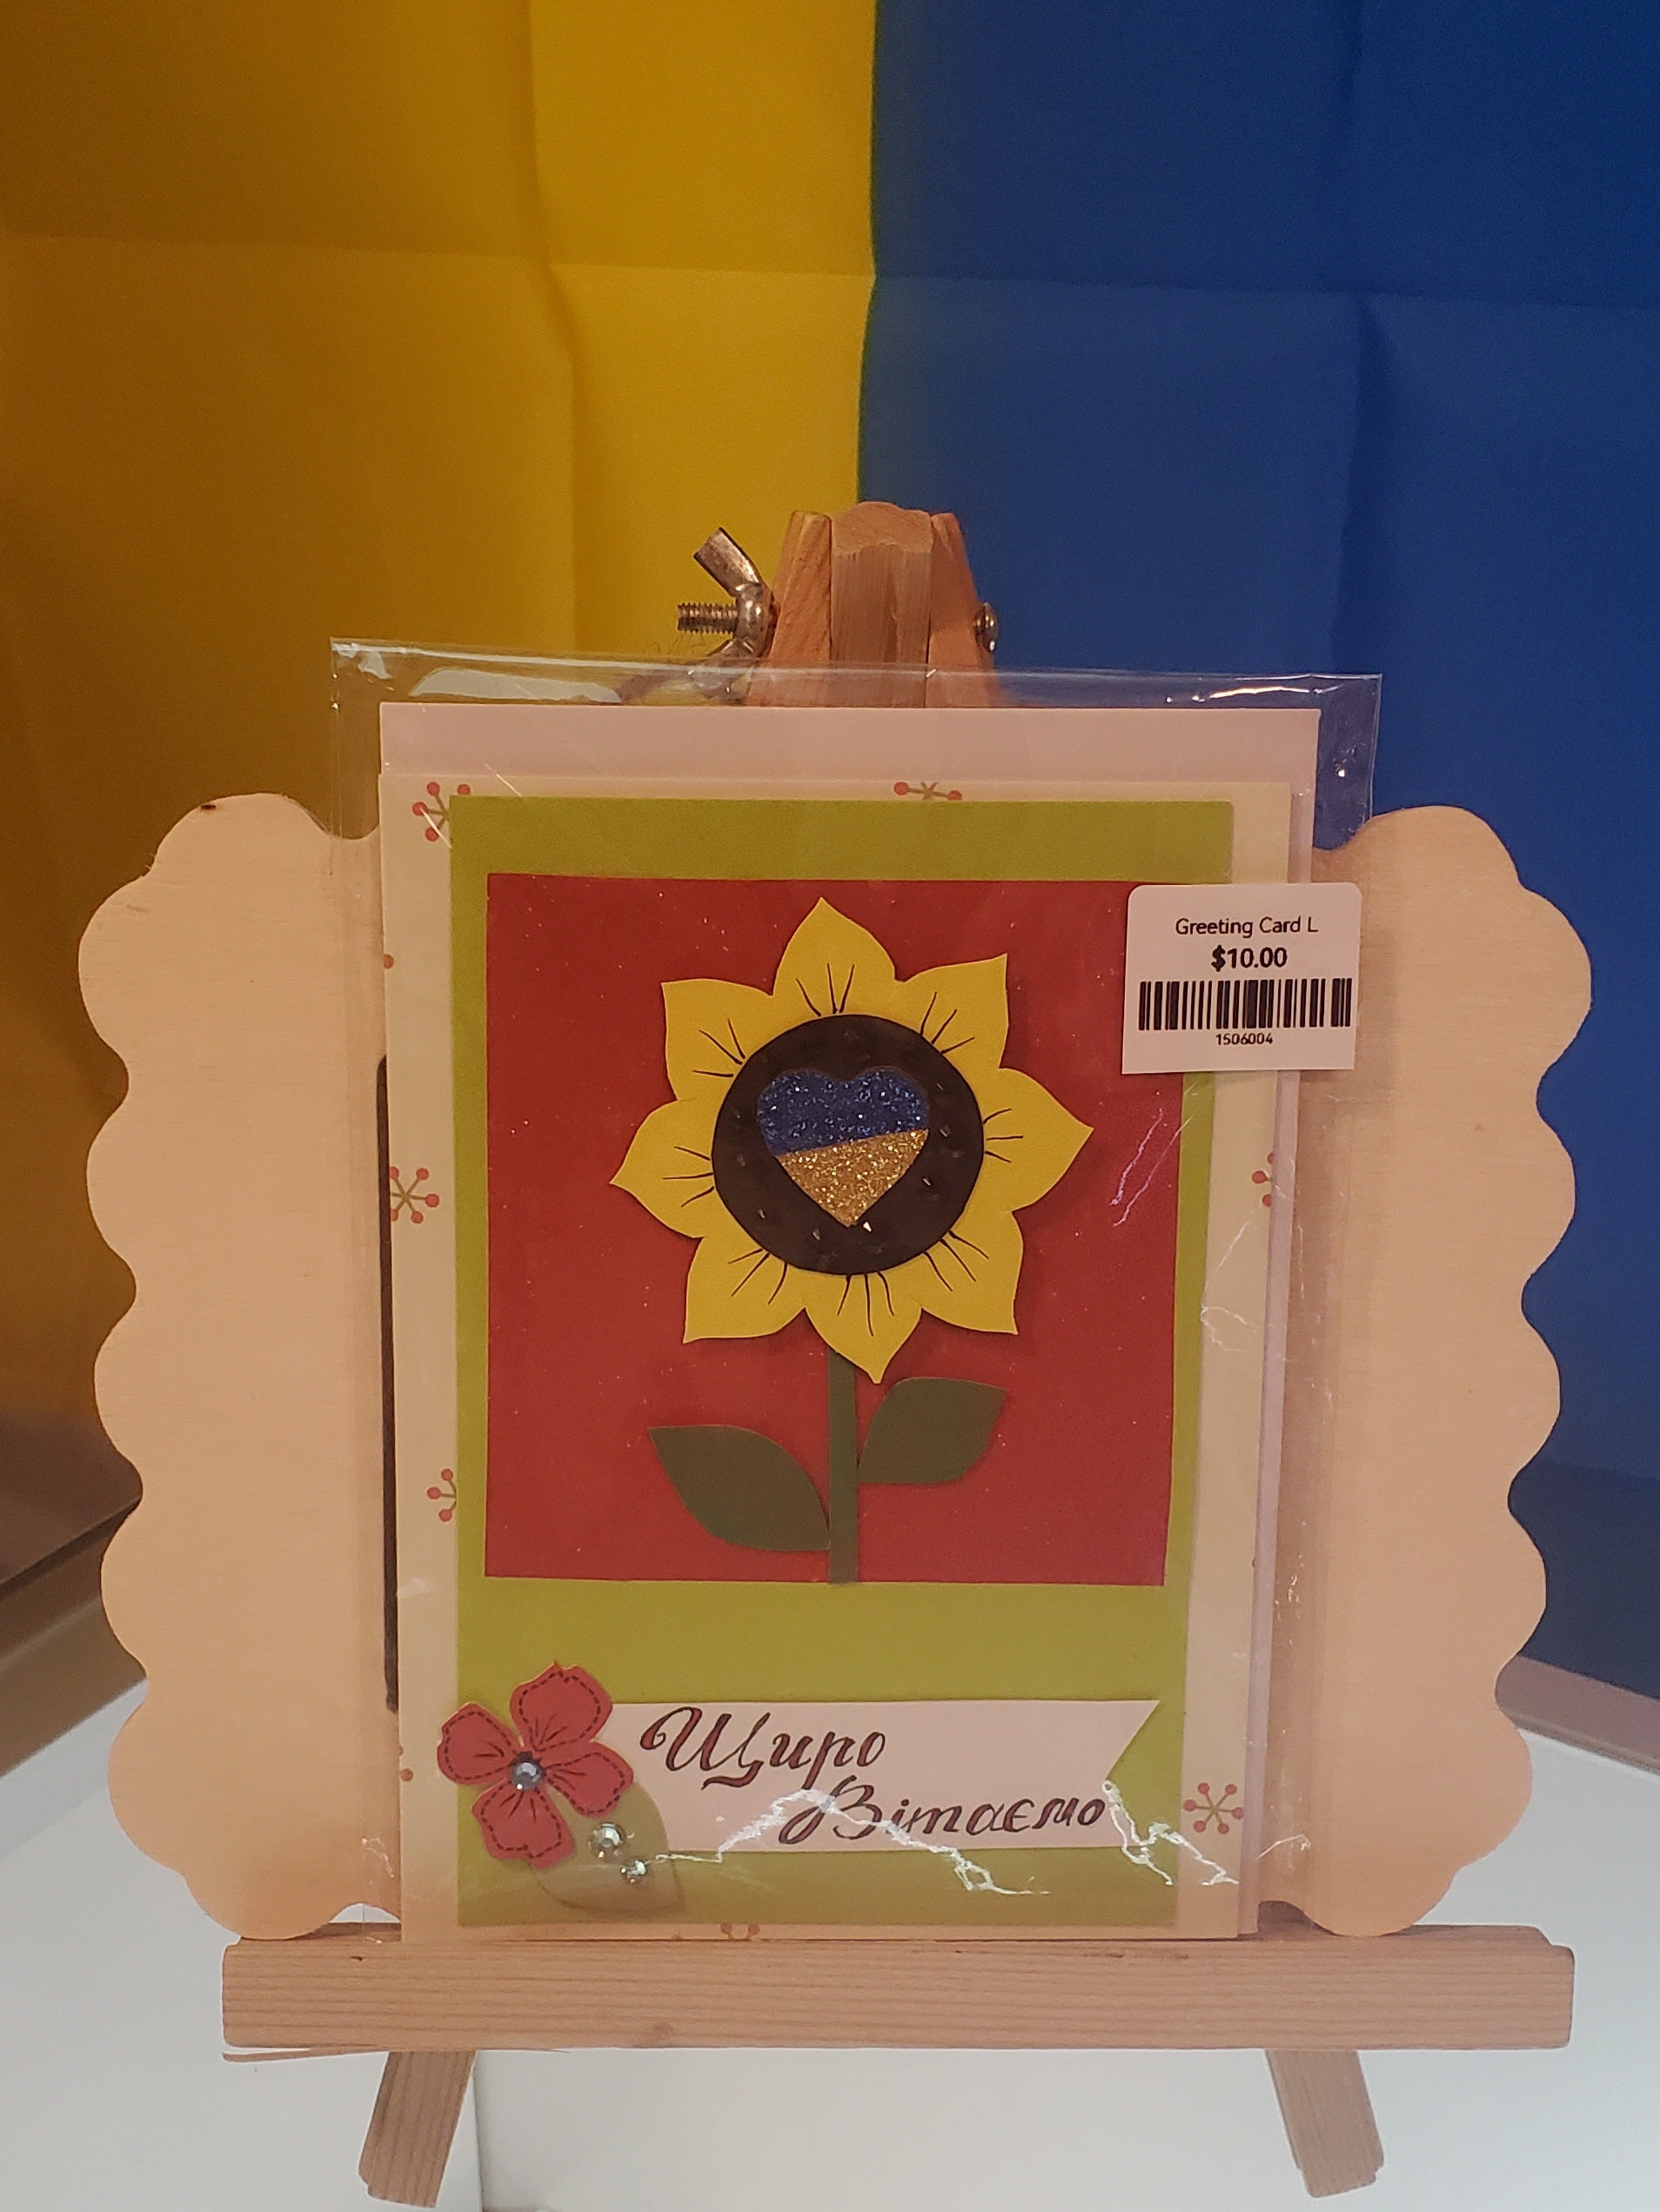 Greeting Card L
$10.00
1506004
Щиро
Вітаємо